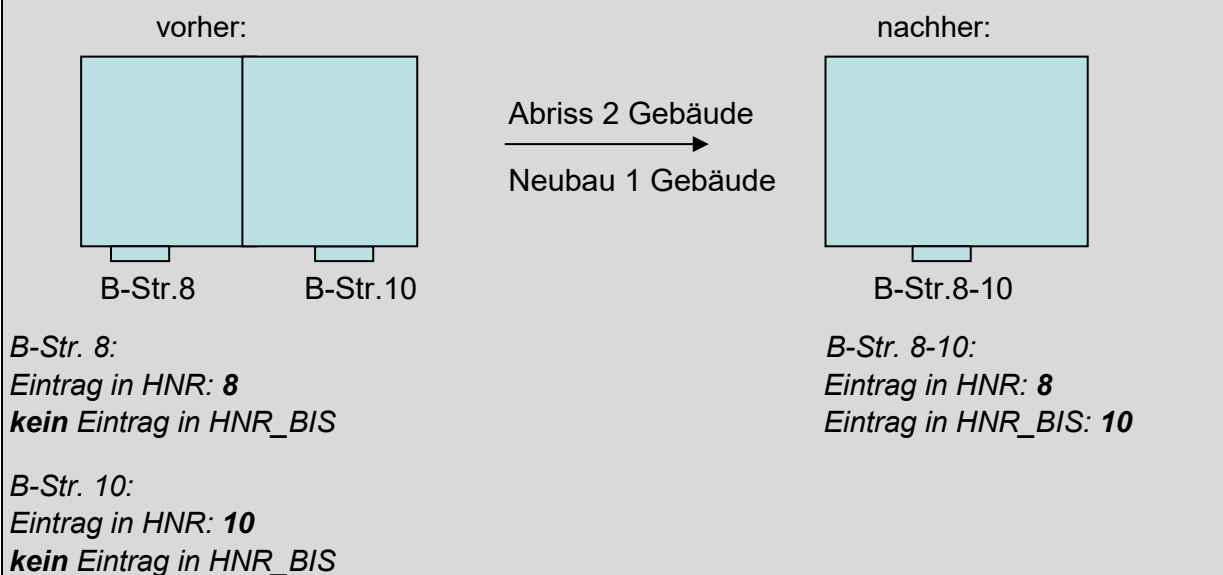 vorher:
nachher:
Abriss 2 Gebäude
Neubau 1 Gebäude
B-Str.8
B-Str.10
B-Str.8-10
B-Str. 8:
Eintrag in HNR: 8
kein Eintrag in HNR_BIS
B-Str. 10:
Eintrag in HNR: 10
kein Eintrag in HNR_BIS
B-Str. 8-10:
Eintrag in HNR: 8
Eintrag in HNR_BIS: 10